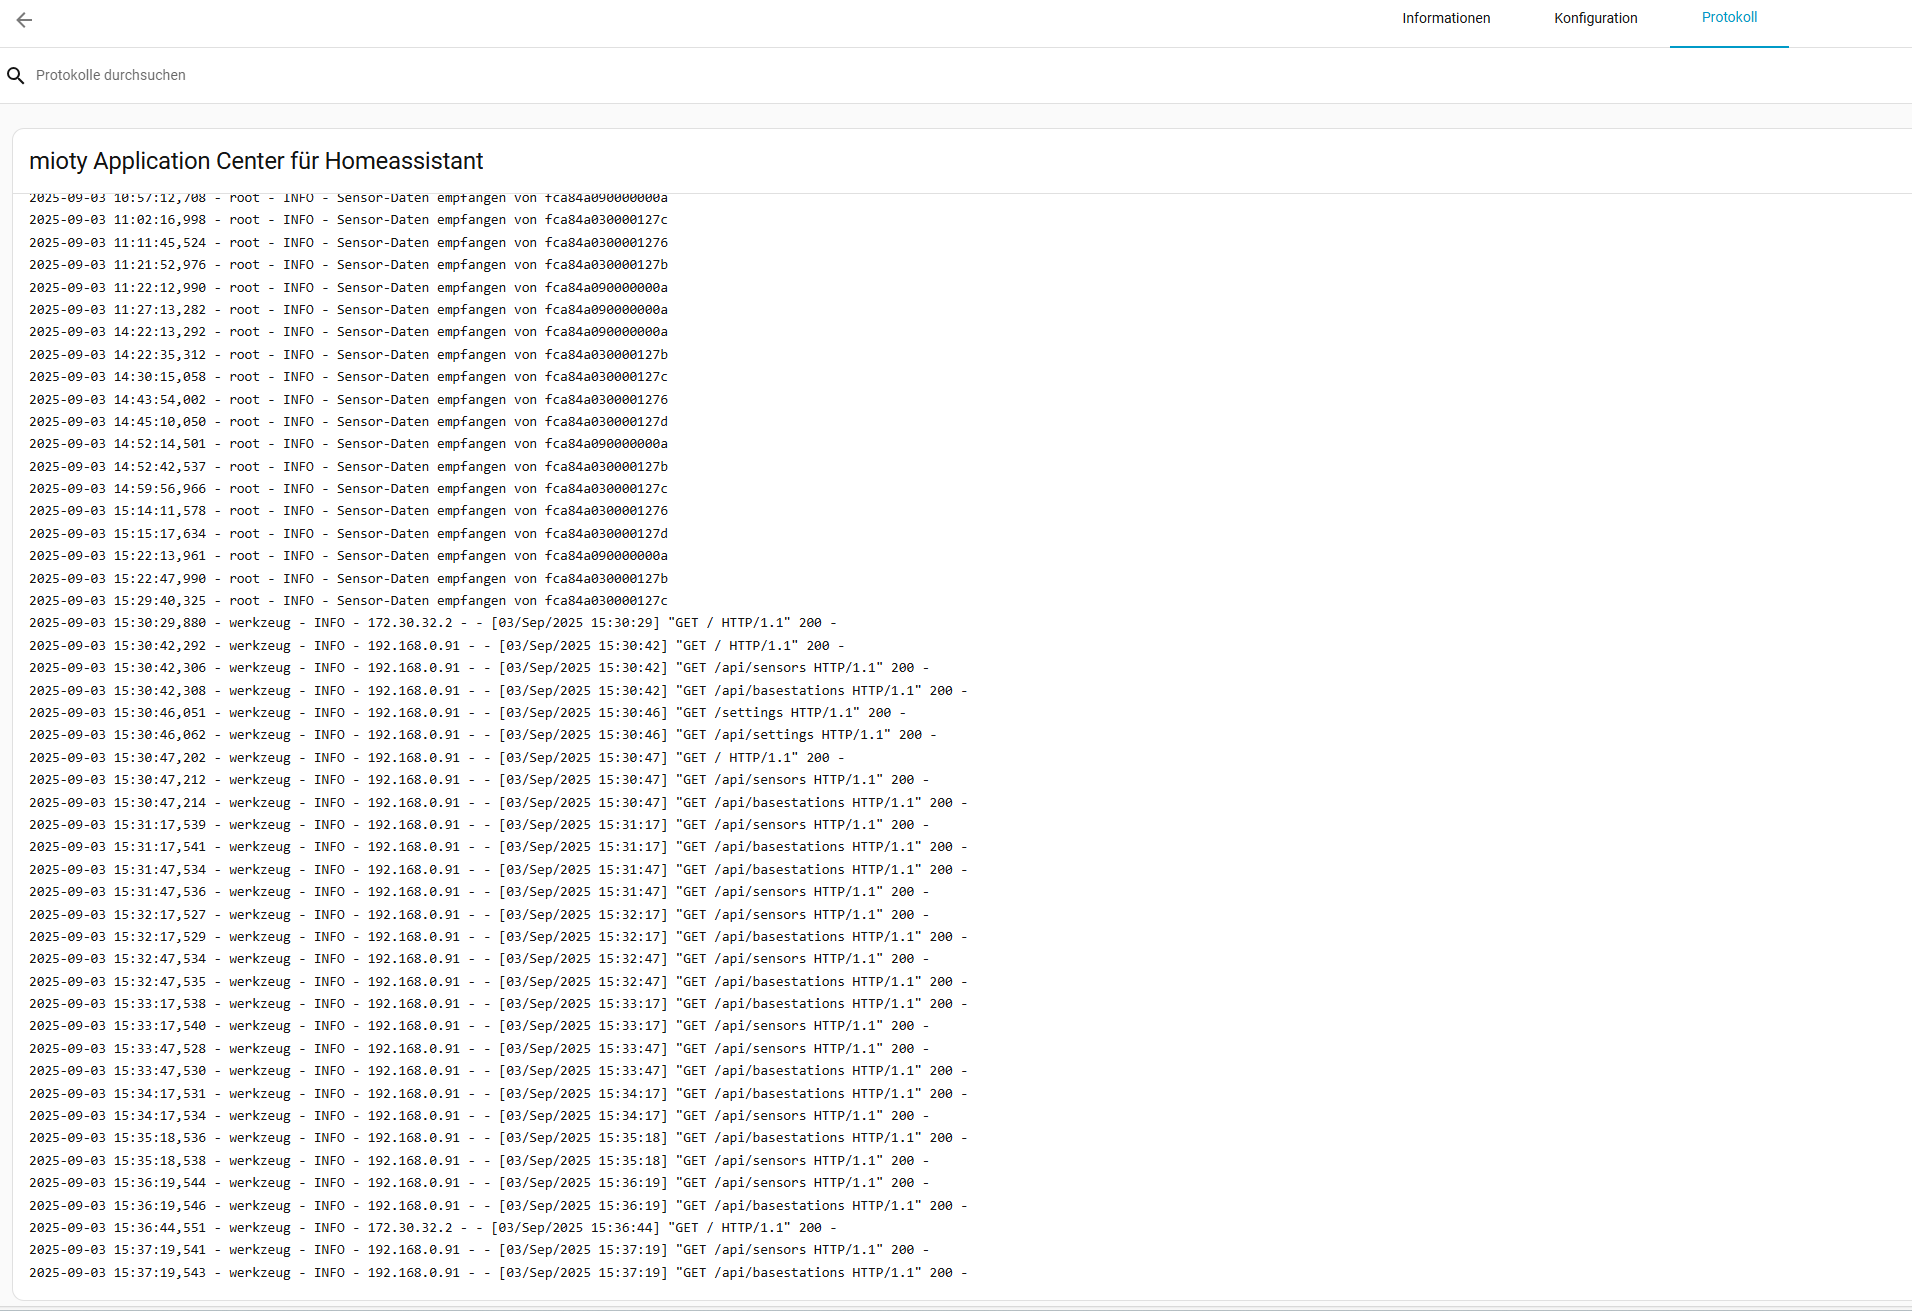 Informationen
Konfiguration
Protokoll
Protokolle durchsuchen
mioty Application Center für Homeassistant
2025-09-03 10:57:12,708 - root - INFO - Sensor-Daten empfangen von fca84a090000000a
2025-09-03 11:02:16,998 - root - INFO - Sensor-Daten empfangen von fca84a030000127c
2025-09-03 11:11:45,524 - root - INFO - Sensor-Daten empfangen von fca84a0300001276
2025-09-03 11:21:52,976 - root - INFO - Sensor-Daten empfangen von fca84a030000127b
2025-09-03 11:22:12,990 - root - INFO - Sensor-Daten empfangen von fca84a090000000a
2025-09-03 11:27:13,282 - root - INFO - Sensor-Daten empfangen von fca84a090000000a
2025-09-03 14:22:13,292 - root - INFO - Sensor-Daten empfangen von fca84a090000000a
2025-09-03 14:22:35,312 - root - INFO - Sensor-Daten empfangen von fca84a030000127b
2025-09-03 14:30:15,058 - root - INFO - Sensor-Daten empfangen von fca84a030000127c
2025-09-03 14:43:54,002 - root - INFO - Sensor-Daten empfangen von fca84a0300001276
2025-09-03 14:45:10,050 - root - INFO - Sensor-Daten empfangen von fca84a030000127d
2025-09-03 14:52:14,501 - root - INFO - Sensor-Daten empfangen von fca84a090000000a
2025-09-03 14:52:42,537 - root - INFO - Sensor-Daten empfangen von fca84a030000127b
2025-09-03 14:59:56,966 - root - INFO - Sensor-Daten empfangen von fca84a030000127c
2025-09-03 15:14:11,578 - root - INFO - Sensor-Daten empfangen von fca84a0300001276
2025-09-03 15:15:17,634 - root - INFO - Sensor-Daten empfangen von fca84a030000127d
2025-09-03 15:22:13,961 - root - INFO - Sensor-Daten empfangen von fca84a090000000a
2025-09-03 15:22:47,990 - root - INFO - Sensor-Daten empfangen von fca84a030000127b
2025-09-03 15:29:40,325 - root - INFO - Sensor-Daten empfangen von fca84a030000127c
2025-09-03 15:30:29,880 - werkzeug - INFO - 172.30.32.2 - - [03/Sep/2025 15:30:29] "GET / HTTP/1.1" 200 -
2025-09-03 15:30:42,292 - werkzeug - INFO - 192.168.0.91 - - [03/Sep/2025 15:30:42] "GET / HTTP/1.1" 200 -
2025-09-03 15:30:42,306 - werkzeug - INFO - 192.168.0.91 - - [03/Sep/2025 15:30:42] "GET /api/sensors HTTP/1.1" 200 -
2025-09-03 15:30:42,308 - werkzeug - INFO - 192.168.0.91 - - [03/Sep/2025 15:30:42] "GET /api/basestations HTTP/1.1" 200 -
2025-09-03 15:30:46,051 - werkzeug - INFO - 192.168.0.91 - - [03/Sep/2025 15:30:46] "GET /settings HTTP/1.1" 200 -
2025-09-03 15:30:46,062 - werkzeug - INFO - 192.168.0.91 - - [03/Sep/2025 15:30:46] "GET /api/settings HTTP/1.1" 200 -
2025-09-03 15:30:47,202 - werkzeug - INFO - 192.168.0.91 - - [03/Sep/2025 15:30:47] "GET / HTTP/1.1" 200 -
2025-09-03 15:30:47,212 - werkzeug - INFO - 192.168.0.91 - - [03/Sep/2025 15:30:47] "GET /api/sensors HTTP/1.1" 200 -
2025-09-03 15:30:47,214 - werkzeug - INFO - 192.168.0.91 - - [03/Sep/2025 15:30:47] "GET /api/basestations HTTP/1.1" 200 -
2025-09-03 15:31:17,539 - werkzeug - INFO - 192.168.0.91 - - [03/Sep/2025 15:31:17] "GET /api/sensors HTTP/1.1" 200 -
2025-09-03 15:31:17,541 - werkzeug - INFO - 192.168.0.91 - - [03/Sep/2025 15:31:17] "GET /api/basestations HTTP/1.1" 200 -
2025-09-03 15:31:47,534 - werkzeug - INFO - 192.168.0.91 - - [03/Sep/2025 15:31:47] "GET /api/basestations HTTP/1.1" 200 -
2025-09-03 15:31:47,536 - werkzeug - INFO - 192.168.0.91 - - [03/Sep/2025 15:31:47] "GET /api/sensors HTTP/1.1" 200 -
2025-09-03 15:32:17,527 - werkzeug - INFO - 192.168.0.91 - - [03/Sep/2025 15:32:17] "GET /api/sensors HTTP/1.1" 200 -
2025-09-03 15:32:17,529 - werkzeug - INFO - 192.168.0.91 - - [03/Sep/2025 15:32:17] "GET /api/basestations HTTP/1.1" 200 -
2025-09-03 15:32:47,534 - werkzeug - INFO - 192.168.0.91 - - [03/Sep/2025 15:32:47] "GET /api/sensors HTTP/1.1" 200 -
2025-09-03 15:32:47,535 - werkzeug - INFO - 192.168.0.91 - - [03/Sep/2025 15:32:47] "GET /api/basestations HTTP/1.1" 200 -
2025-09-03 15:33:17,538 - werkzeug - INFO - 192.168.0.91 - - [03/Sep/2025 15:33:17] "GET /api/basestations HTTP/1.1" 200 -
2025-09-03 15:33:17,540 - werkzeug - INFO - 192.168.0.91 - - [03/Sep/2025 15:33:17] "GET /api/sensors HTTP/1.1" 200 -
2025-09-03 15:33:47,528 - werkzeug - INFO - 192.168.0.91 - - [03/Sep/2025 15:33:47] "GET /api/sensors HTTP/1.1" 200 -
2025-09-03 15:33:47,530 - werkzeug - INFO - 192.168.0.91 - - [03/Sep/2025 15:33:47] "GET /api/basestations HTTP/1.1" 200 -
2025-09-03 15:34:17,531 - werkzeug - INFO - 192.168.0.91 - - [03/Sep/2025 15:34:17] "GET /api/basestations HTTP/1.1" 200 -
2025-09-03 15:34:17,534 - werkzeug - INFO - 192.168.0.91 - - [03/Sep/2025 15:34:17] "GET /api/sensors HTTP/1.1" 200 -
2025-09-03 15:35:18,536 - werkzeug - INFO - 192.168.0.91 - - [03/Sep/2025 15:35:18] "GET /api/basestations HTTP/1.1" 200 -
2025-09-03 15:35:18,538 - werkzeug - INFO - 192.168.0.91 - - [03/Sep/2025 15:35:18] "GET /api/sensors HTTP/1.1" 200 -
2025-09-03 15:36:19,544 - werkzeug - INFO - 192.168.0.91 - - [03/Sep/2025 15:36:19] "GET /api/sensors HTTP/1.1" 200 -
2025-09-03 15:36:19,546 - werkzeug - INFO - 192.168.0.91 - - [03/Sep/2025 15:36:19] "GET /api/basestations HTTP/1.1" 200 -
2025-09-03 15:36:44,551 - werkzeug - INFO - 172.30.32.2 - - [03/Sep/2025 15:36:44] "GET / HTTP/1.1" 200 -
2025-09-03 15:37:19,541 - werkzeug - INFO - 192.168.0.91 - - [03/Sep/2025 15:37:19] "GET /api/sensors HTTP/1.1" 200 -
2025-09-03 15:37:19,543 - werkzeug - INFO - 192.168.0.91 - - [03/Sep/2025 15:37:19] "GET /api/basestations HTTP/1.1" 200 -